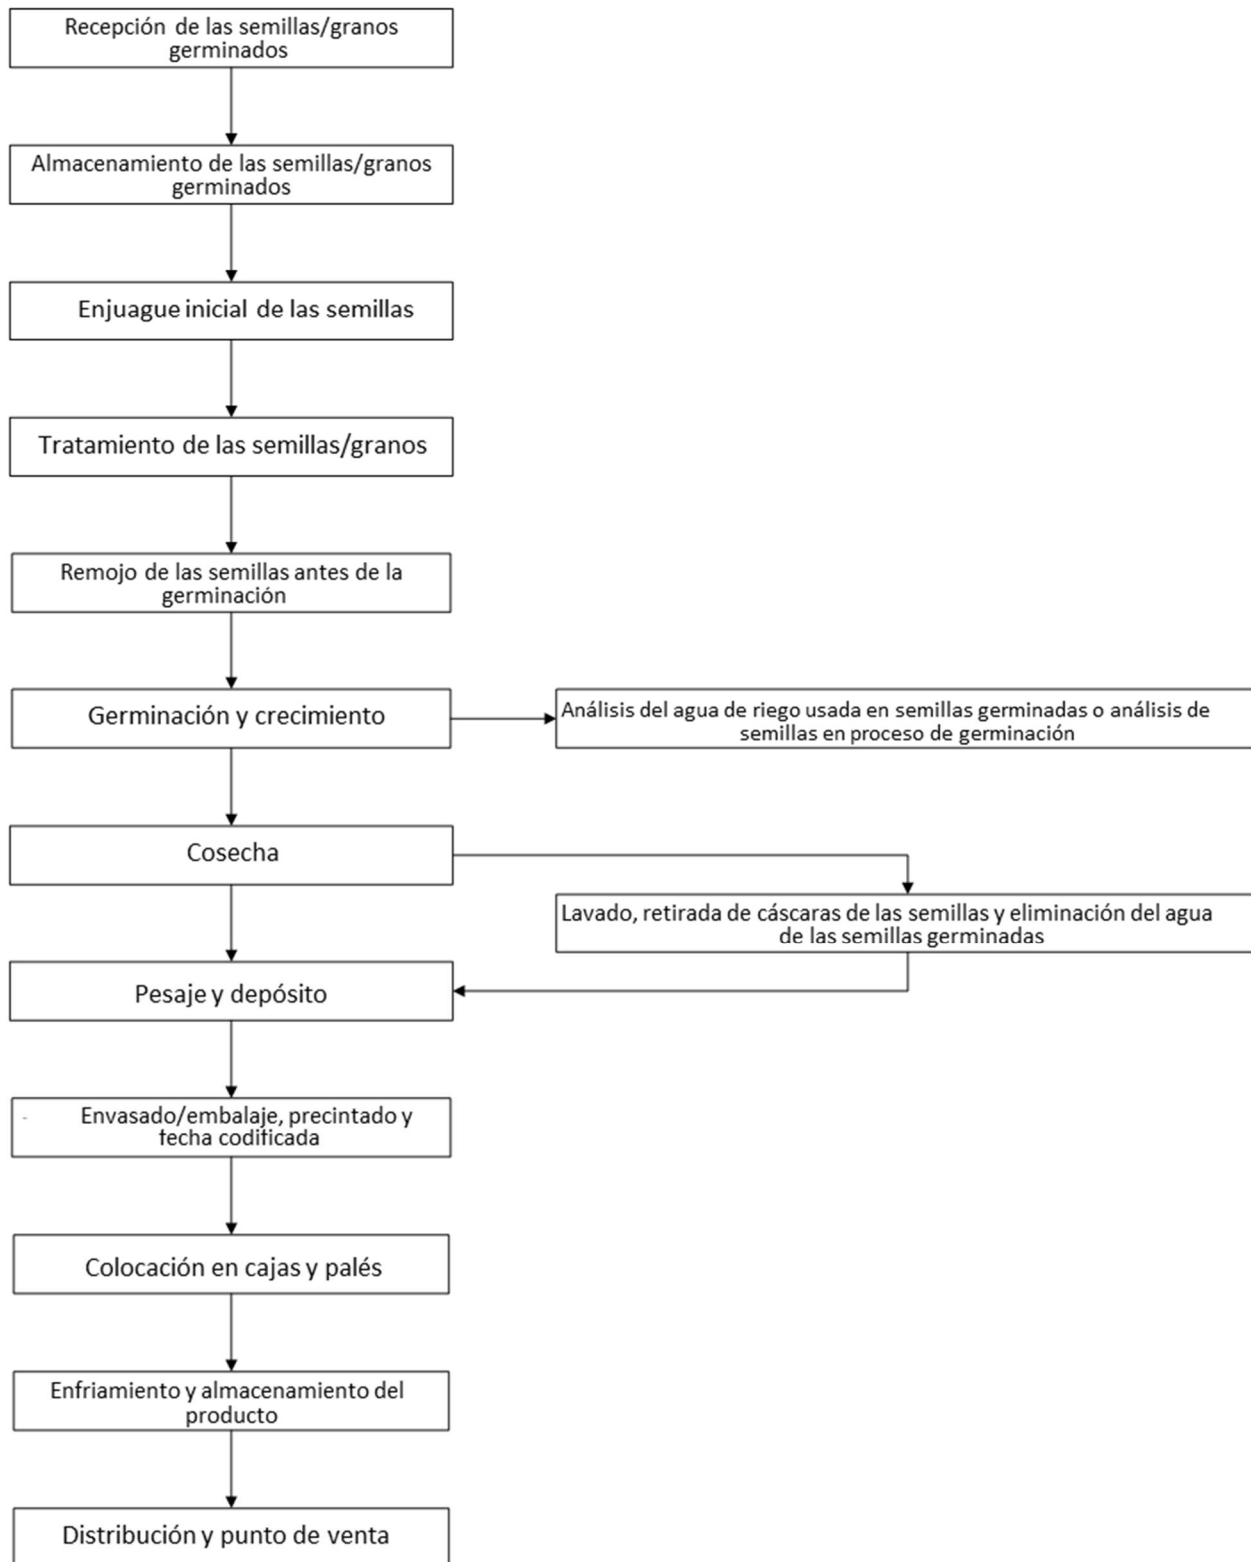 Recepción de las semillas/granos
germinados
Almacenamiento de las semillas/granos
germinados
Enjuague inicial de las semillas
Tratamiento de las semillas/granos
Remojo de las semillas antes de la
germinación
Germinación y crecimiento
Análisis del agua de riego usada en semillas germinadas o análisis de
semillas en proceso de germinación
Cosecha
Lavado, retirada de cáscaras de las semillas y eliminación del agua
de las semillas germinadas
Pesaje y depósito
Envasado/embalaje, precintado y
fecha codificada
Colocación en cajas y palés
Enfriamiento y almacenamiento del
producto
Distribución y punto de venta